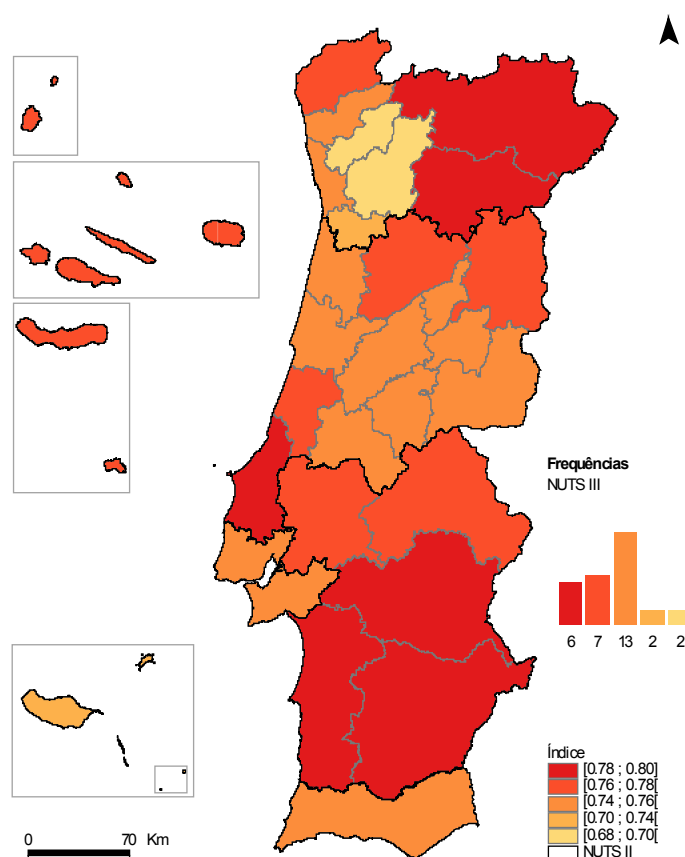 Frequências
NUTS III
6 7 13 2 2
Índice
[0.78 ; 0.80]
[0.76 ; 0.78[
[0.74 ; 0.76[
[0.70 ; 0.74[
[0.68 ; 0.70[
NUTS II
0 70 Km